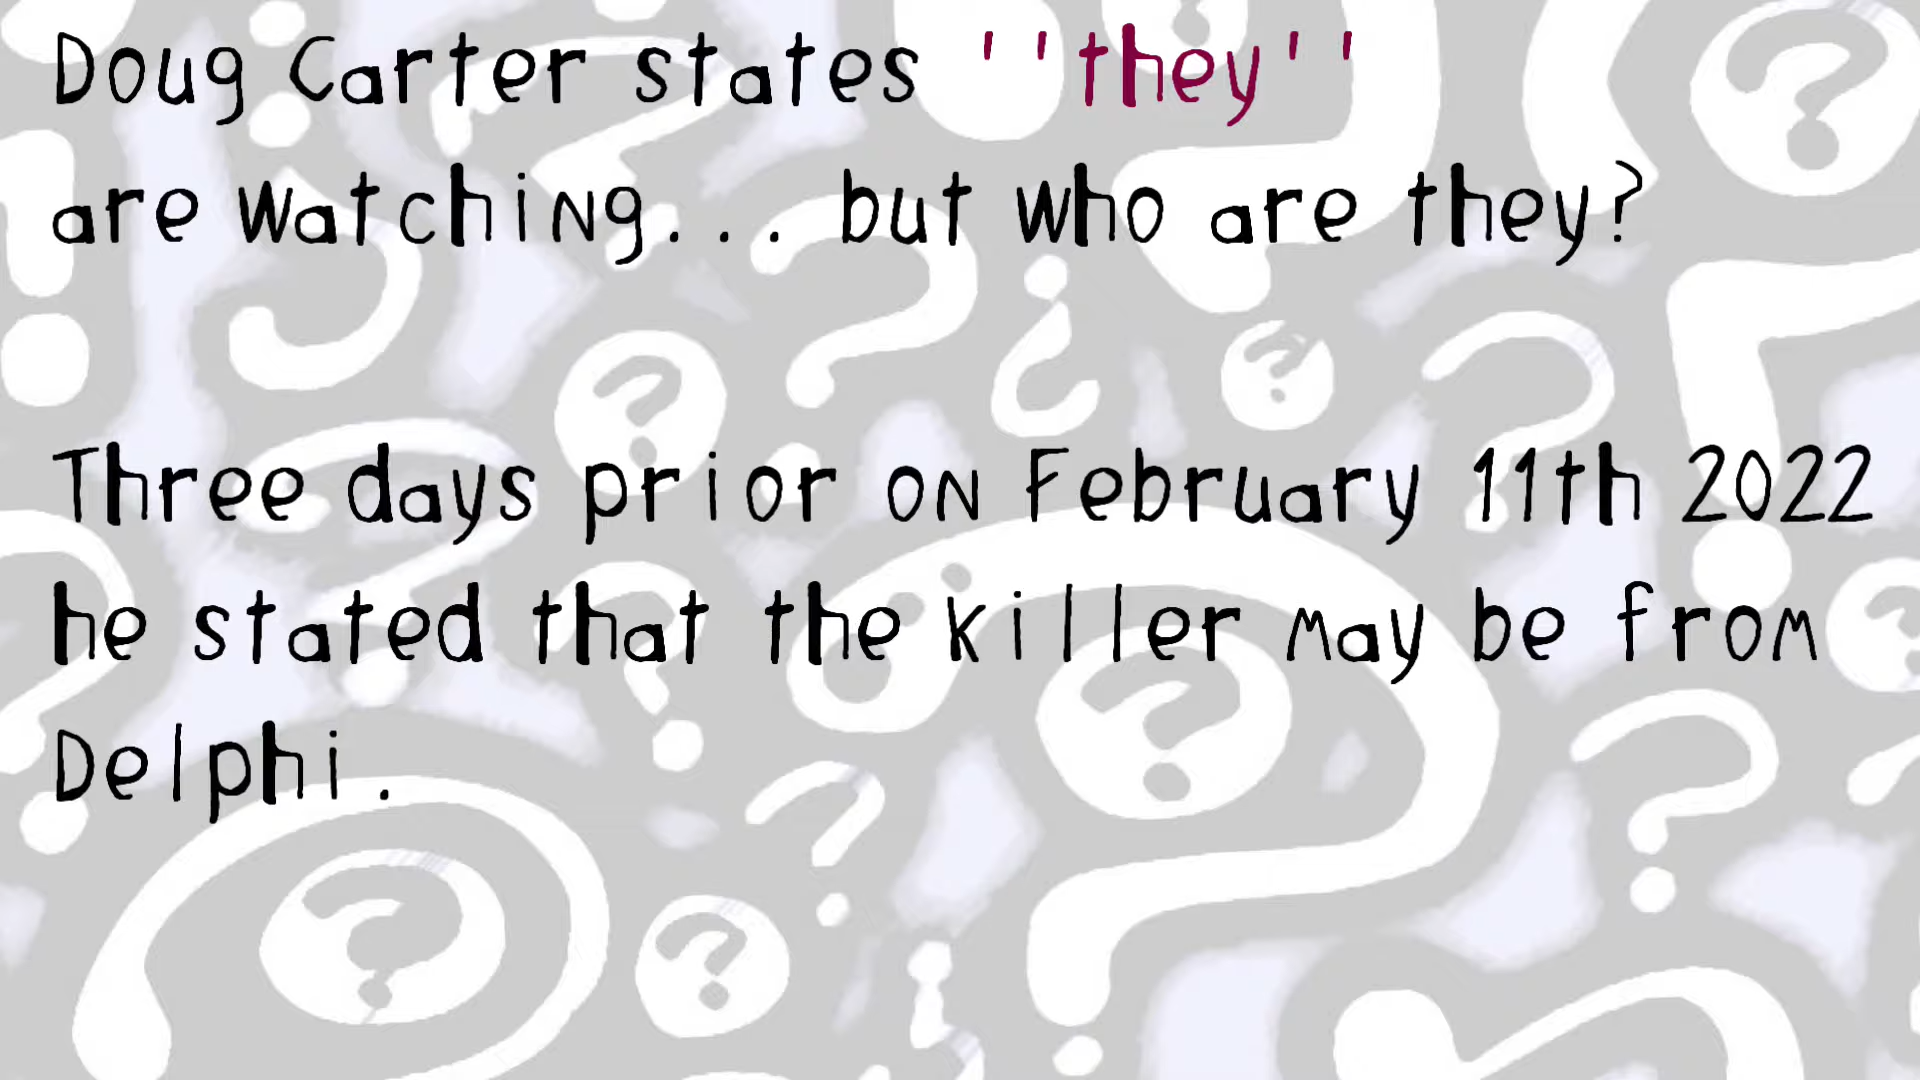 Doug Carter states ''they''
are watching... but who are they?
Three days prior on February 11th 2022
he stated that the killer may be from
Delphi.